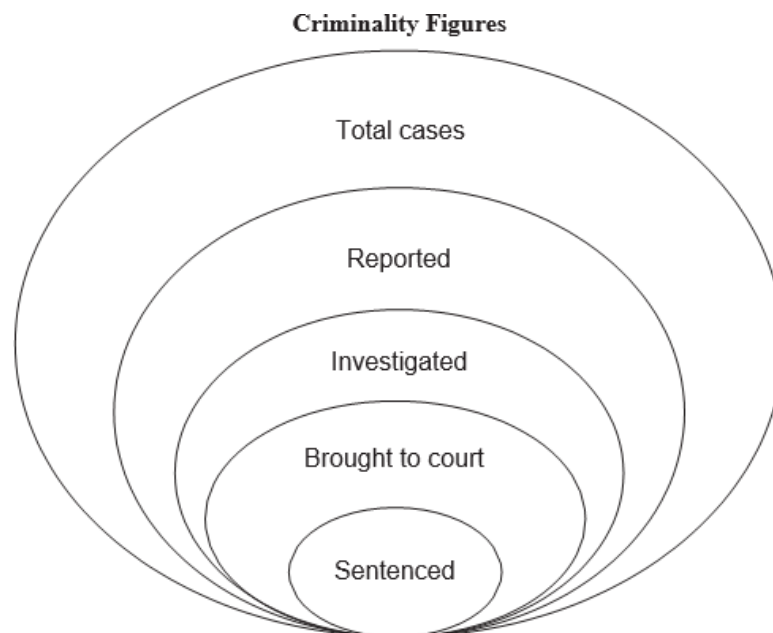 Criminality Figures
Total cases
Reported
Investigated
Brought to court
Sentenced